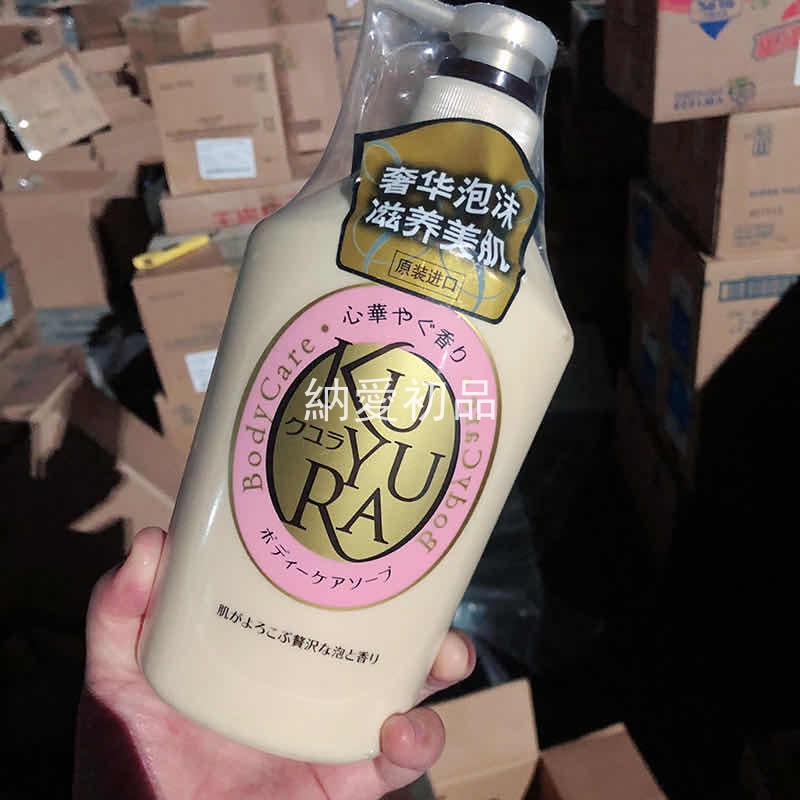 奢华泡沫
滋养美肌
原装进口
心華やぐ香り
BodyCare
KUYURA
クユラ
BodyCare
ボディーケアソープ
肌がよろこぶ贅沢な泡と香り
納愛初品